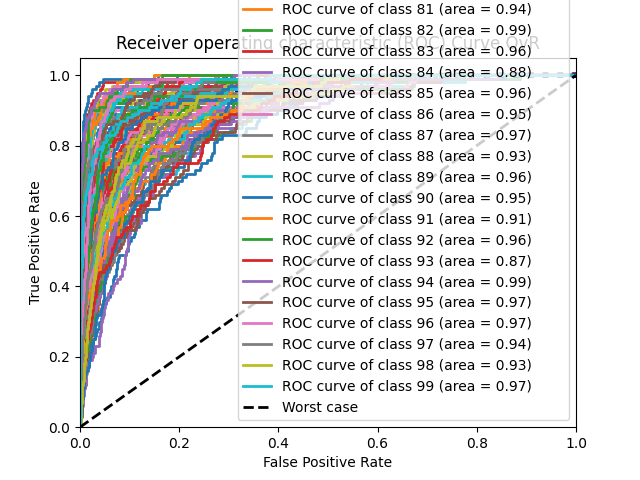 ROC curve of class 81 (area = 0.94)
Receiver operating characteristic (ROC) Curve OvR
ROC curve of class 82 (area = 0.99)
ROC curve of class 83 (area = 0.96)
ROC curve of class 84 (area = 0.88)
ROC curve of class 85 (area = 0.96)
ROC curve of class 86 (area = 0.95)
ROC curve of class 87 (area = 0.97)
ROC curve of class 88 (area = 0.93)
ROC curve of class 89 (area = 0.96)
ROC curve of class 90 (area = 0.95)
ROC curve of class 91 (area = 0.91)
ROC curve of class 92 (area = 0.96)
ROC curve of class 93 (area = 0.87)
ROC curve of class 94 (area = 0.99)
ROC curve of class 95 (area = 0.97)
ROC curve of class 96 (area = 0.97)
ROC curve of class 97 (area = 0.94)
ROC curve of class 98 (area = 0.93)
ROC curve of class 99 (area = 0.97)
Worst case
True Positive Rate
1.0
0.8
0.6
0.4
0.2
0.0
0.0 0.2 0.4 0.6 0.8 1.0
False Positive Rate